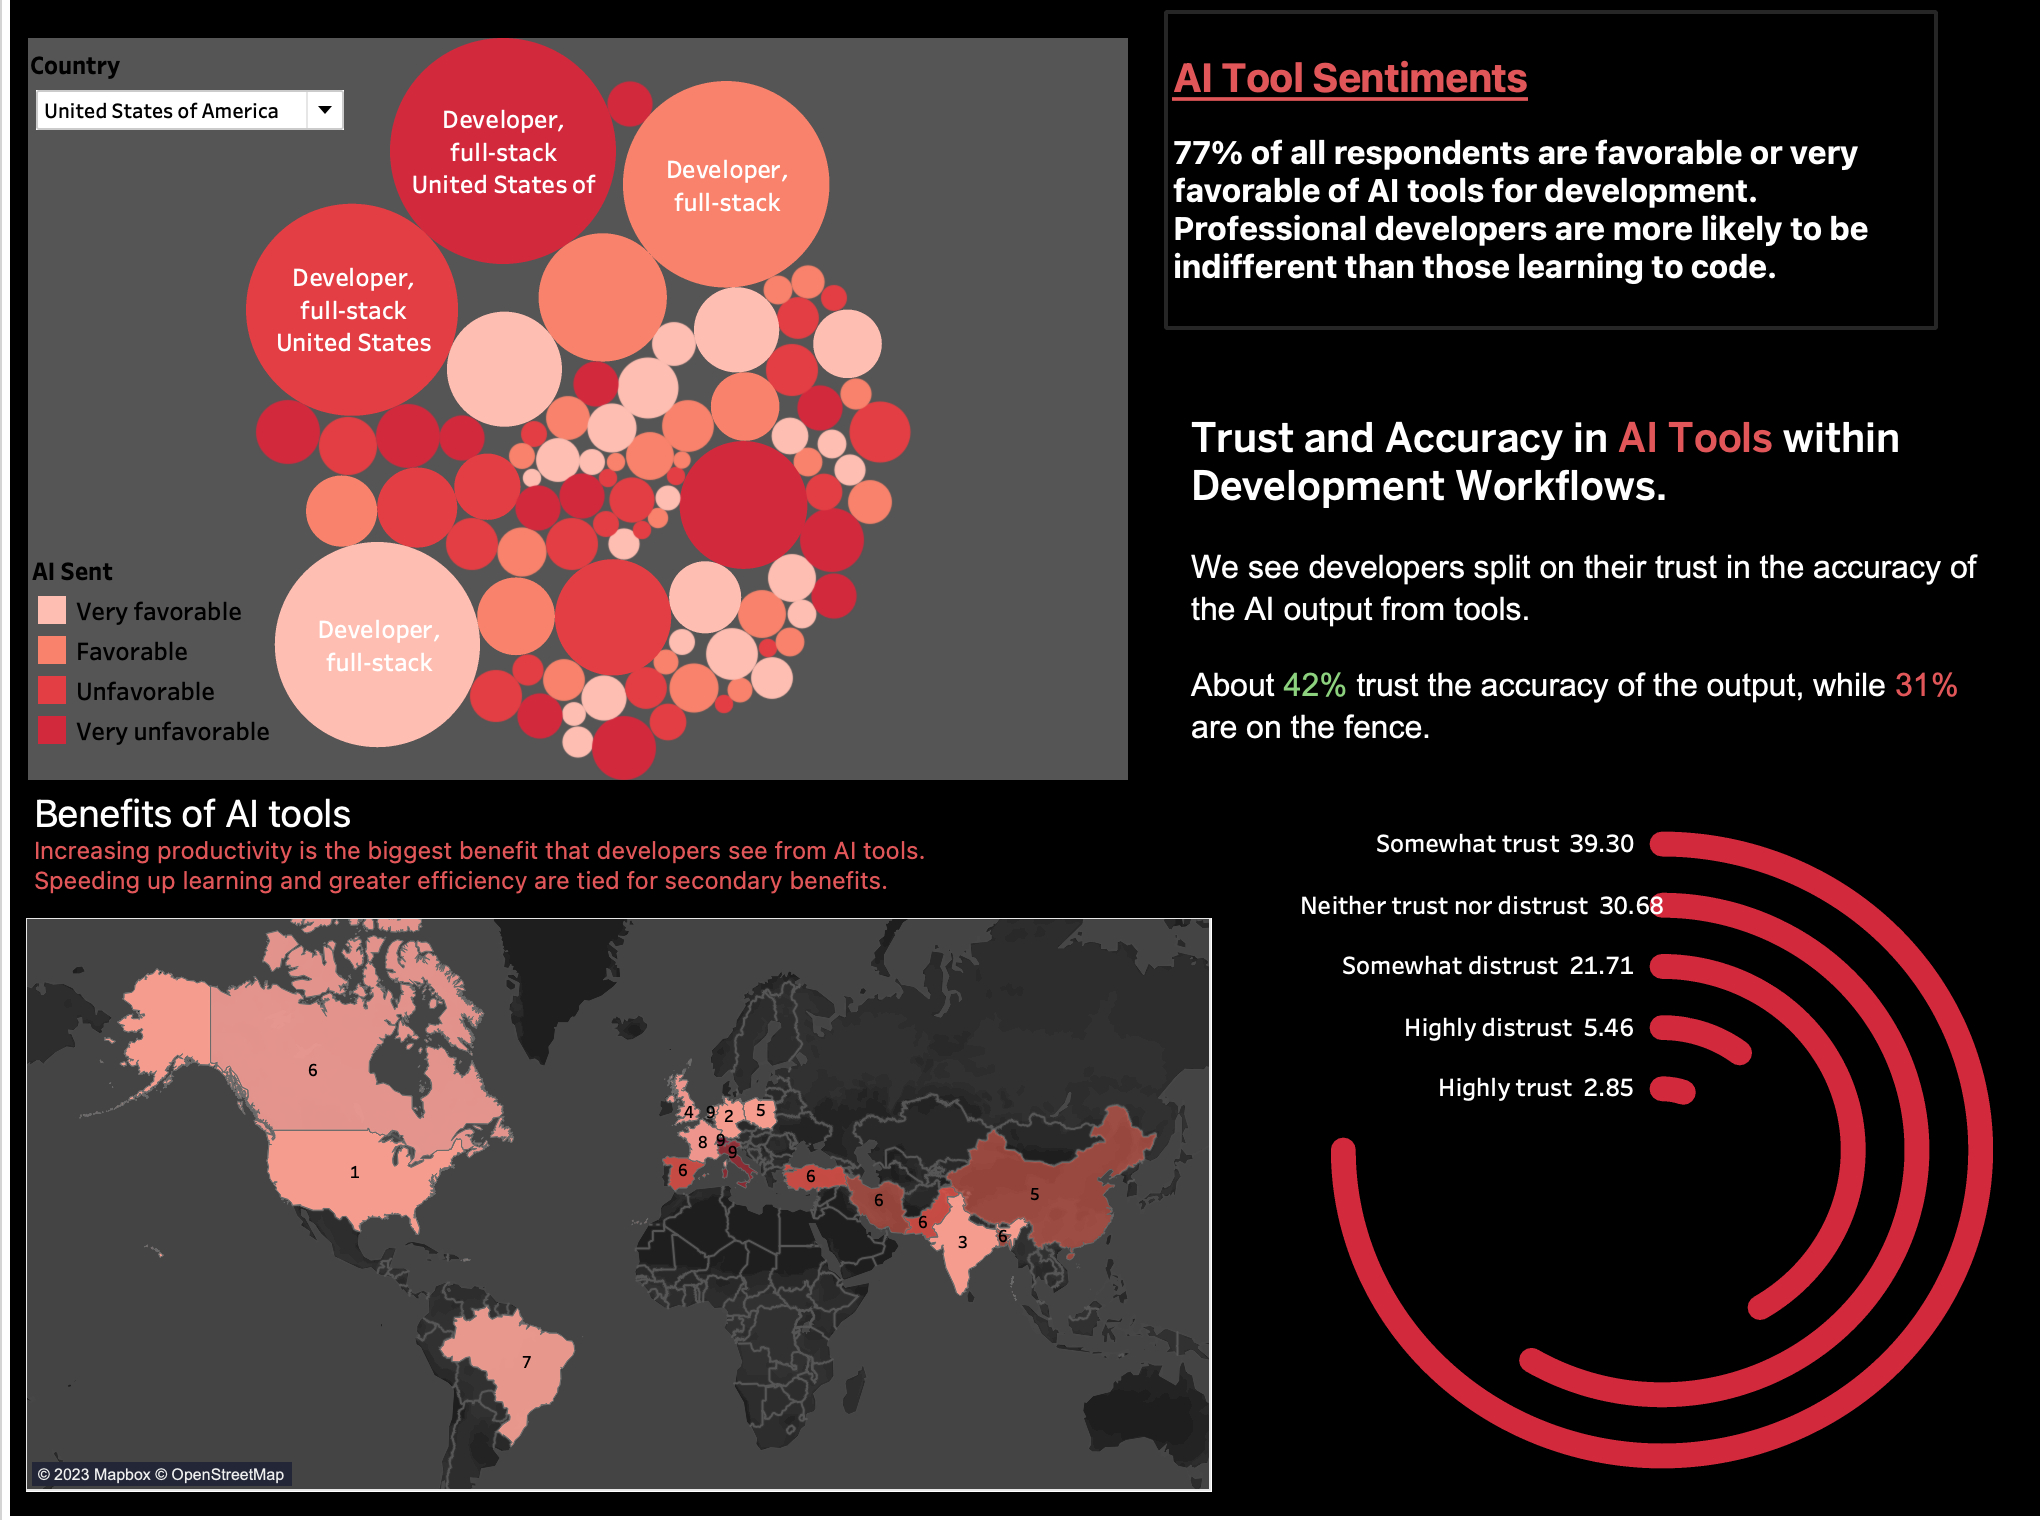 Country
United States of America
Developer,
full-stack
United States of
Developer,
full-stack
Developer,
full-stack
United States
Developer,
full-stack
AI Sent
Very favorable
Favorable
Unfavorable
Very unfavorable
AI Tool Sentiments
77% of all respondents are favorable or very
favorable of AI tools for development.
Professional developers are more likely to be
indifferent than those learning to code.
Trust and Accuracy in AI Tools within
Development Workflows.
We see developers split on their trust in the accuracy of
the AI output from tools.
About 42% trust the accuracy of the output, while 31%
are on the fence.
Benefits of AI tools
Increasing productivity is the biggest benefit that developers see from AI tools.
Speeding up learning and greater efficiency are tied for secondary benefits.
6
1
7
4
9
2
5
8
9
9
6
6
6
6
3
6
5
© 2023 Mapbox © OpenStreetMap
Somewhat trust 39.30
Neither trust nor distrust 30.68
Somewhat distrust 21.71
Highly distrust 5.46
Highly trust 2.85